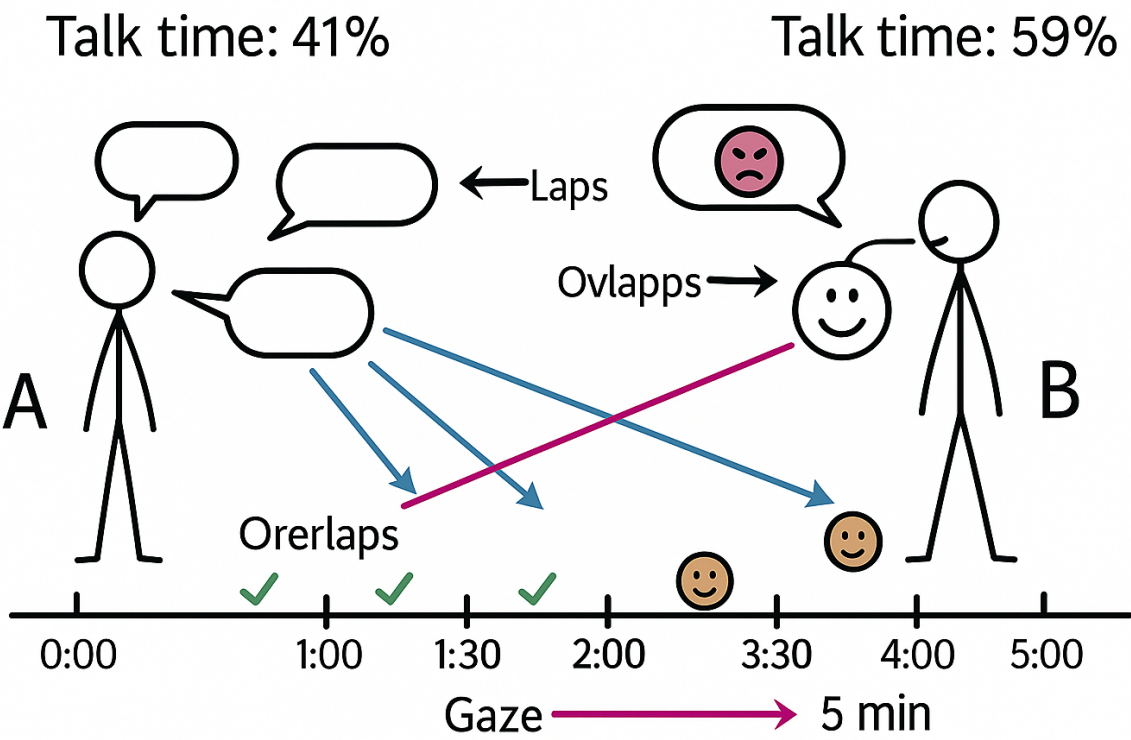 Talk time: 41%
Talk time: 59%
Laps
Ovlapps
A
B
Orerlaps
0:00 1:00 1:30 2:00 3:30 4:00 5:00
Gaze 5 min